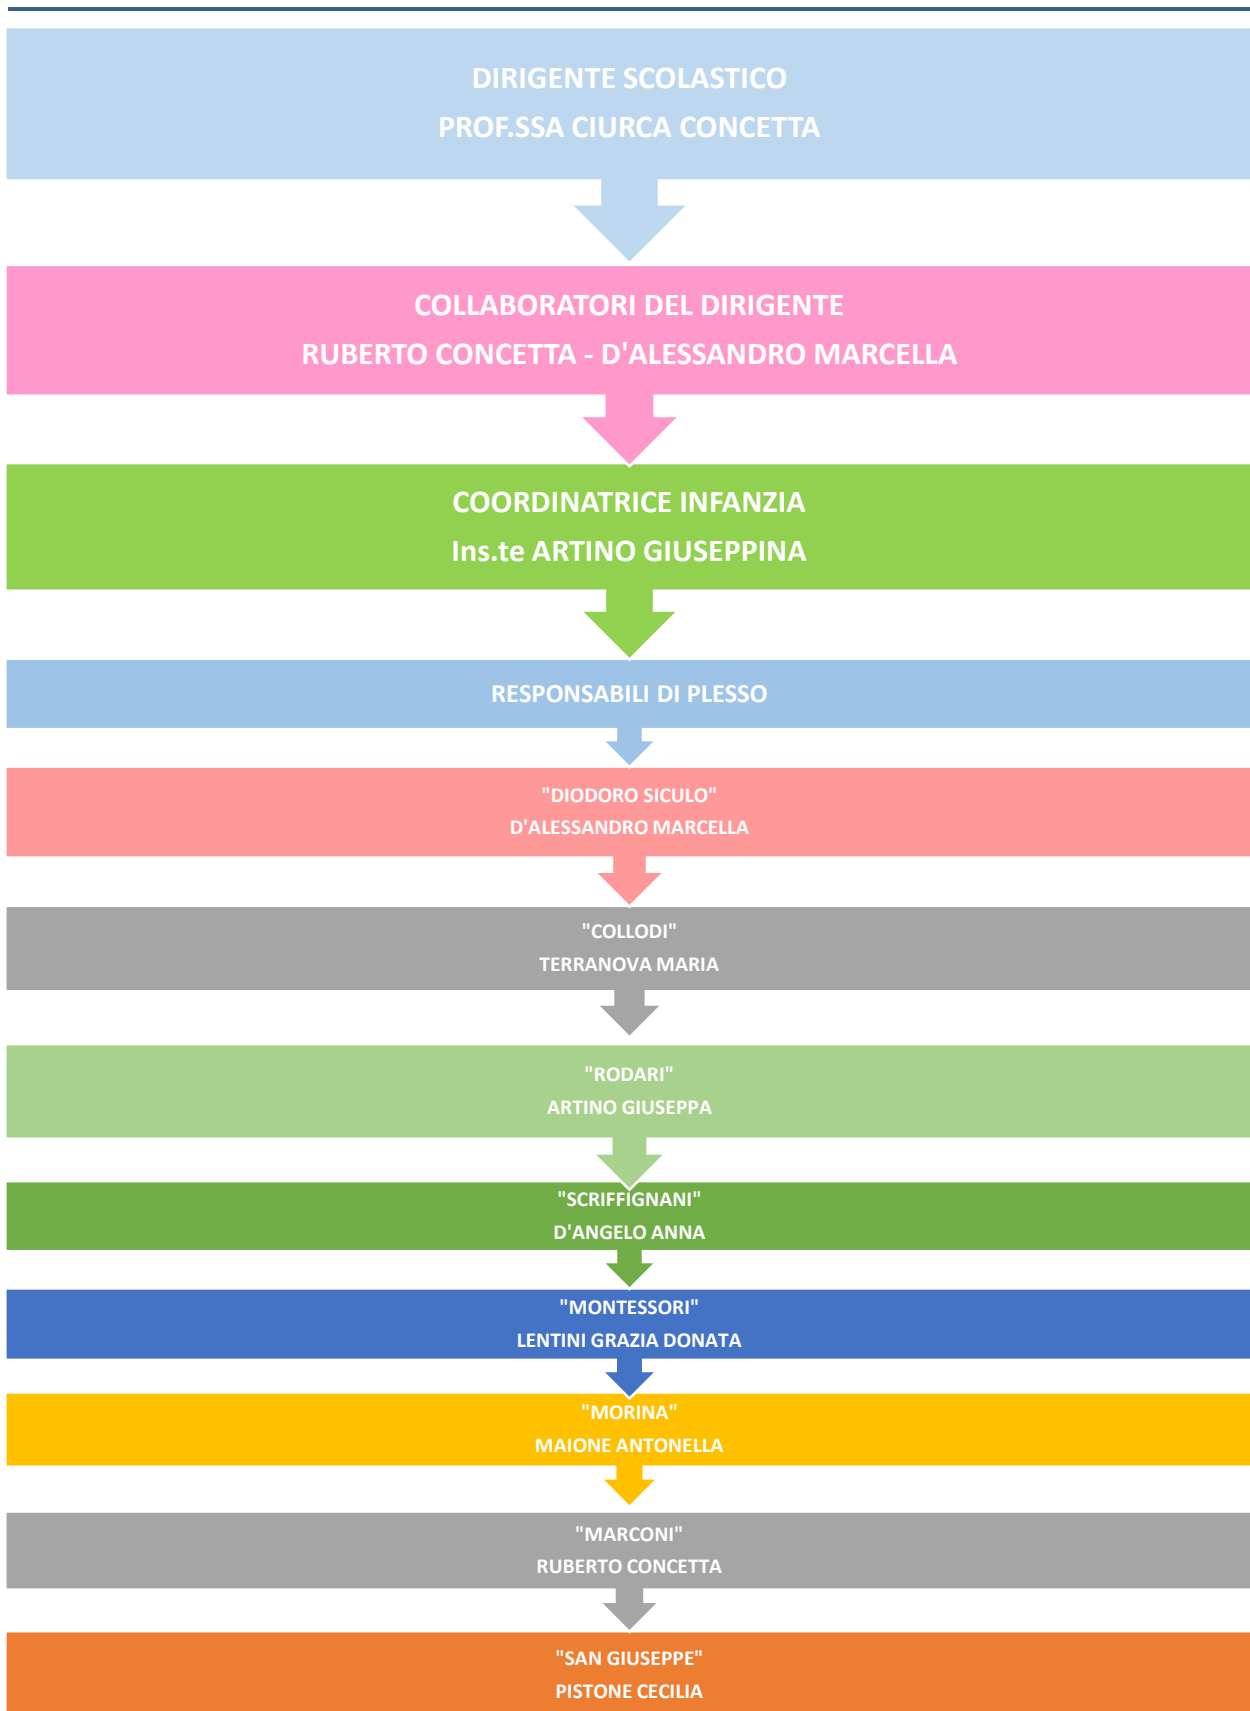 DIRIGENTE SCOLASTICO
PROF.SSA CIURCA CONCETTA
COLLABORATORI DEL DIRIGENTE
RUBERTO CONCETTA - D'ALESSANDRO MARCELLA
COORDINATRICE INFANZIA
Ins.te ARTINO GIUSEPPINA
RESPONSABILI DI PLESSO
"DIODORO SICULO"
D'ALESSANDRO MARCELLA
"COLLODI"
TERRANOVA MARIA
"RODARI"
ARTINO GIUSEPPA
"SCRIFFIGNANI"
D'ANGELO ANNA
"MONTESSORI"
LENTINI GRAZIA DONATA
"MORINA"
MAIONE ANTONELLA
"MARCONI"
RUBERTO CONCETTA
"SAN GIUSEPPE"
PISTONE CECILIA